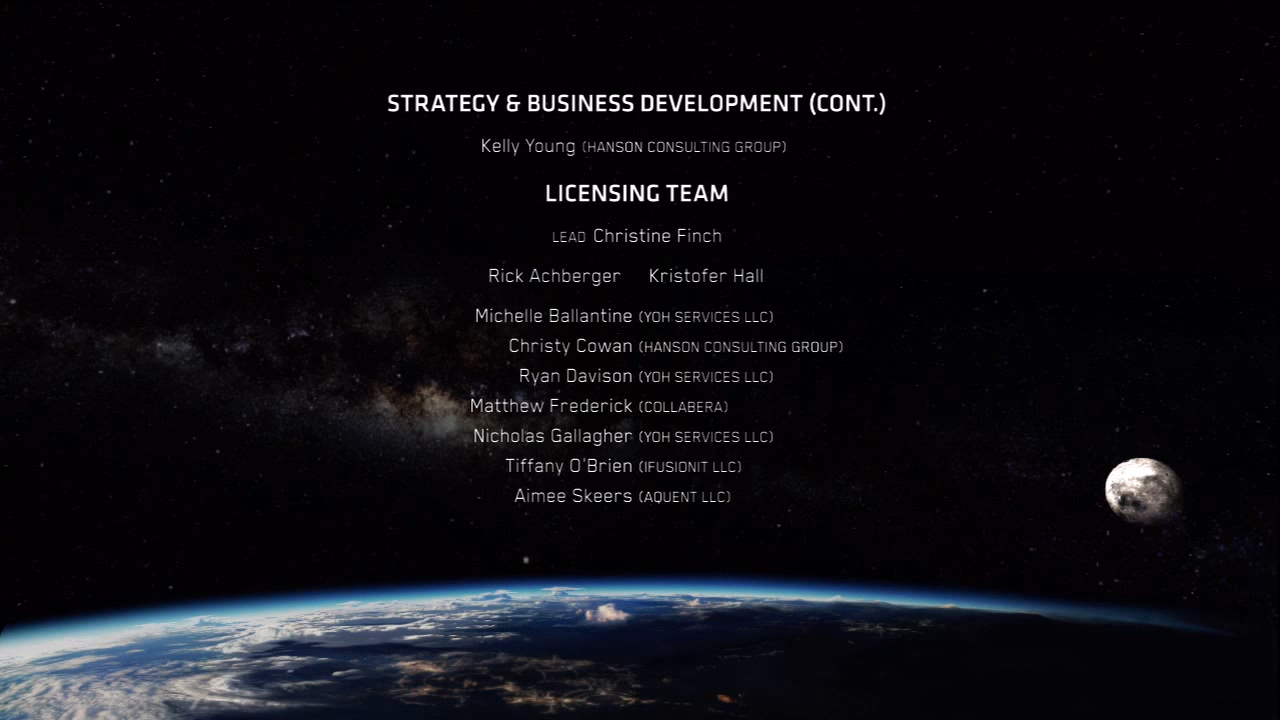 STRATEGY & BUSINESS DEVELOPMENT (CONT.)
Kelly Young (HANSON CONSULTING GROUP)
LICENSING TEAM
LEAD Christine Finch
Rick Achberger Kristofer Hall
Michelle Ballantine (YOH SERVICES LLC)
Christy Cowan (HANSON CONSULTING GROUP)
Ryan Davison (YOH SERVICES LLC)
Matthew Frederick (COLLABERA)
Nicholas Gallagher (YOH SERVICES LLC)
Tiffany O'Brien (IFUSIONIT LLC)
Aimee Skeers (AQUENT LLC)